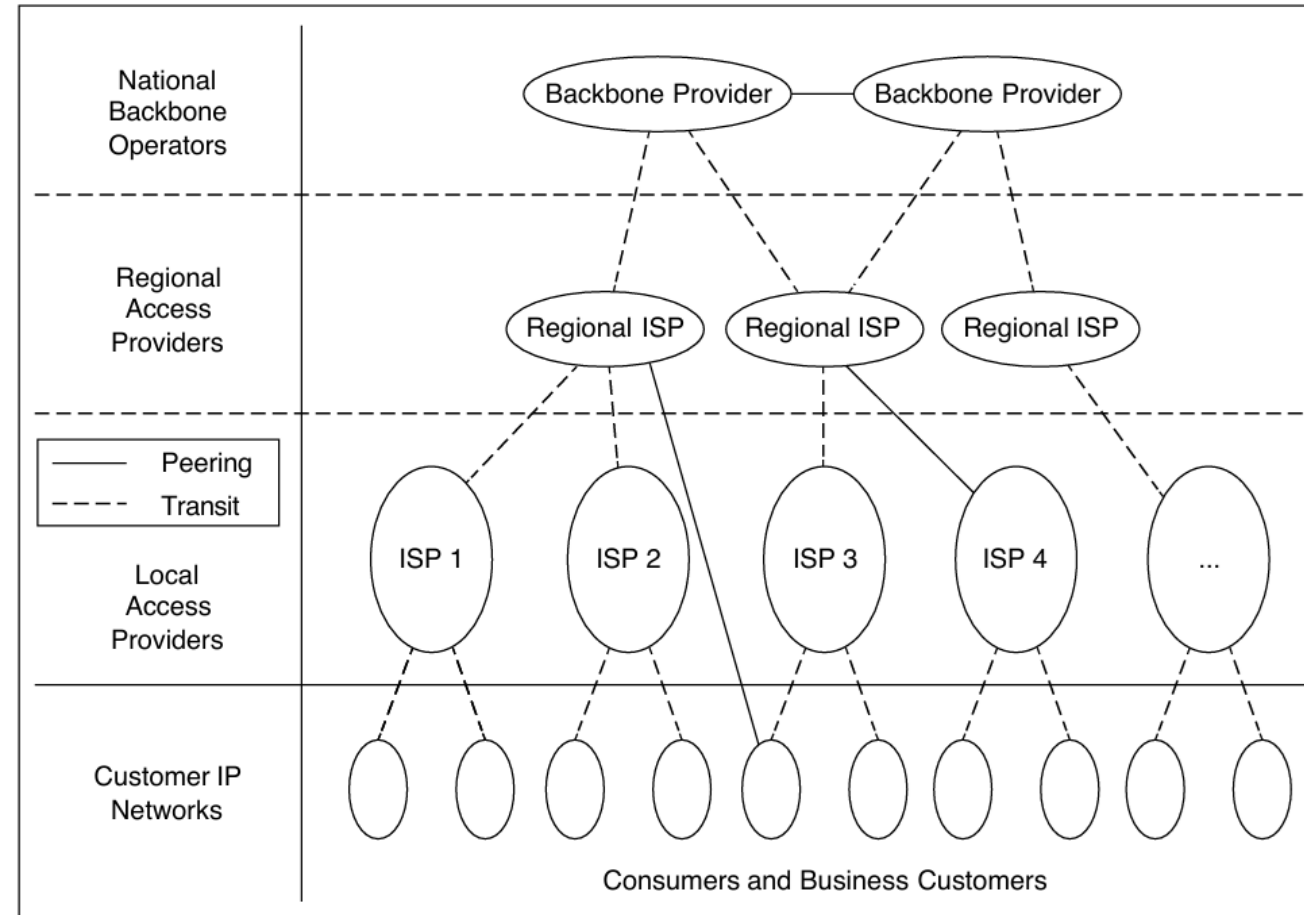 National
Backbone
Operators
Backbone Provider
Backbone Provider
Regional
Access
Providers
Regional ISP
Regional ISP
Regional ISP
Peering
Transit
Local
Access
Providers
ISP 1
ISP 2
ISP 3
ISP 4
...
Customer IP
Networks
Consumers and Business Customers